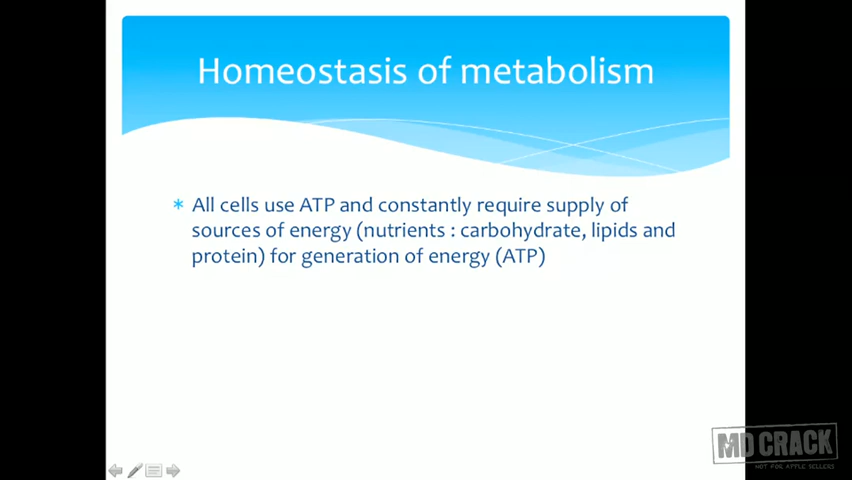 Homeostasis of metabolism
* All cells use ATP and constantly require supply of
sources of energy (nutrients : carbohydrate, lipids and
protein) for generation of energy (ATP)
MD CRACK
NOT FOR APPLE SELLERS